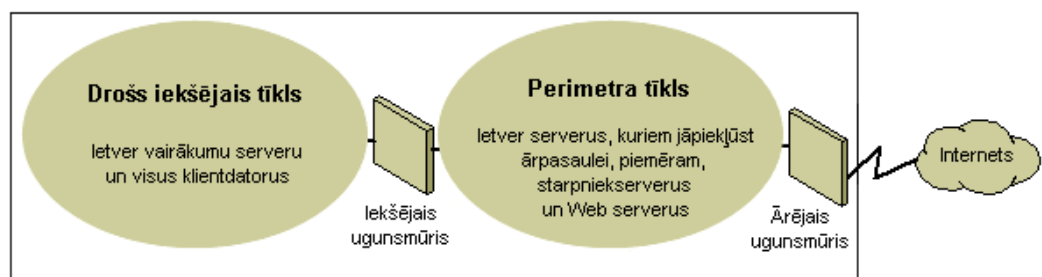 Drošs iekšējais tīkls
Ietver vairākumu serveru
un visus klientdatorus
Iekšējais
ugunsmūris
Perimetra tīkls
Ietver serverus, kuriem jāpiekļūst
ārpasaulei, piemēram,
starpniekserverus
un Web serverus
Ārējais
ugunsmūris
Internets